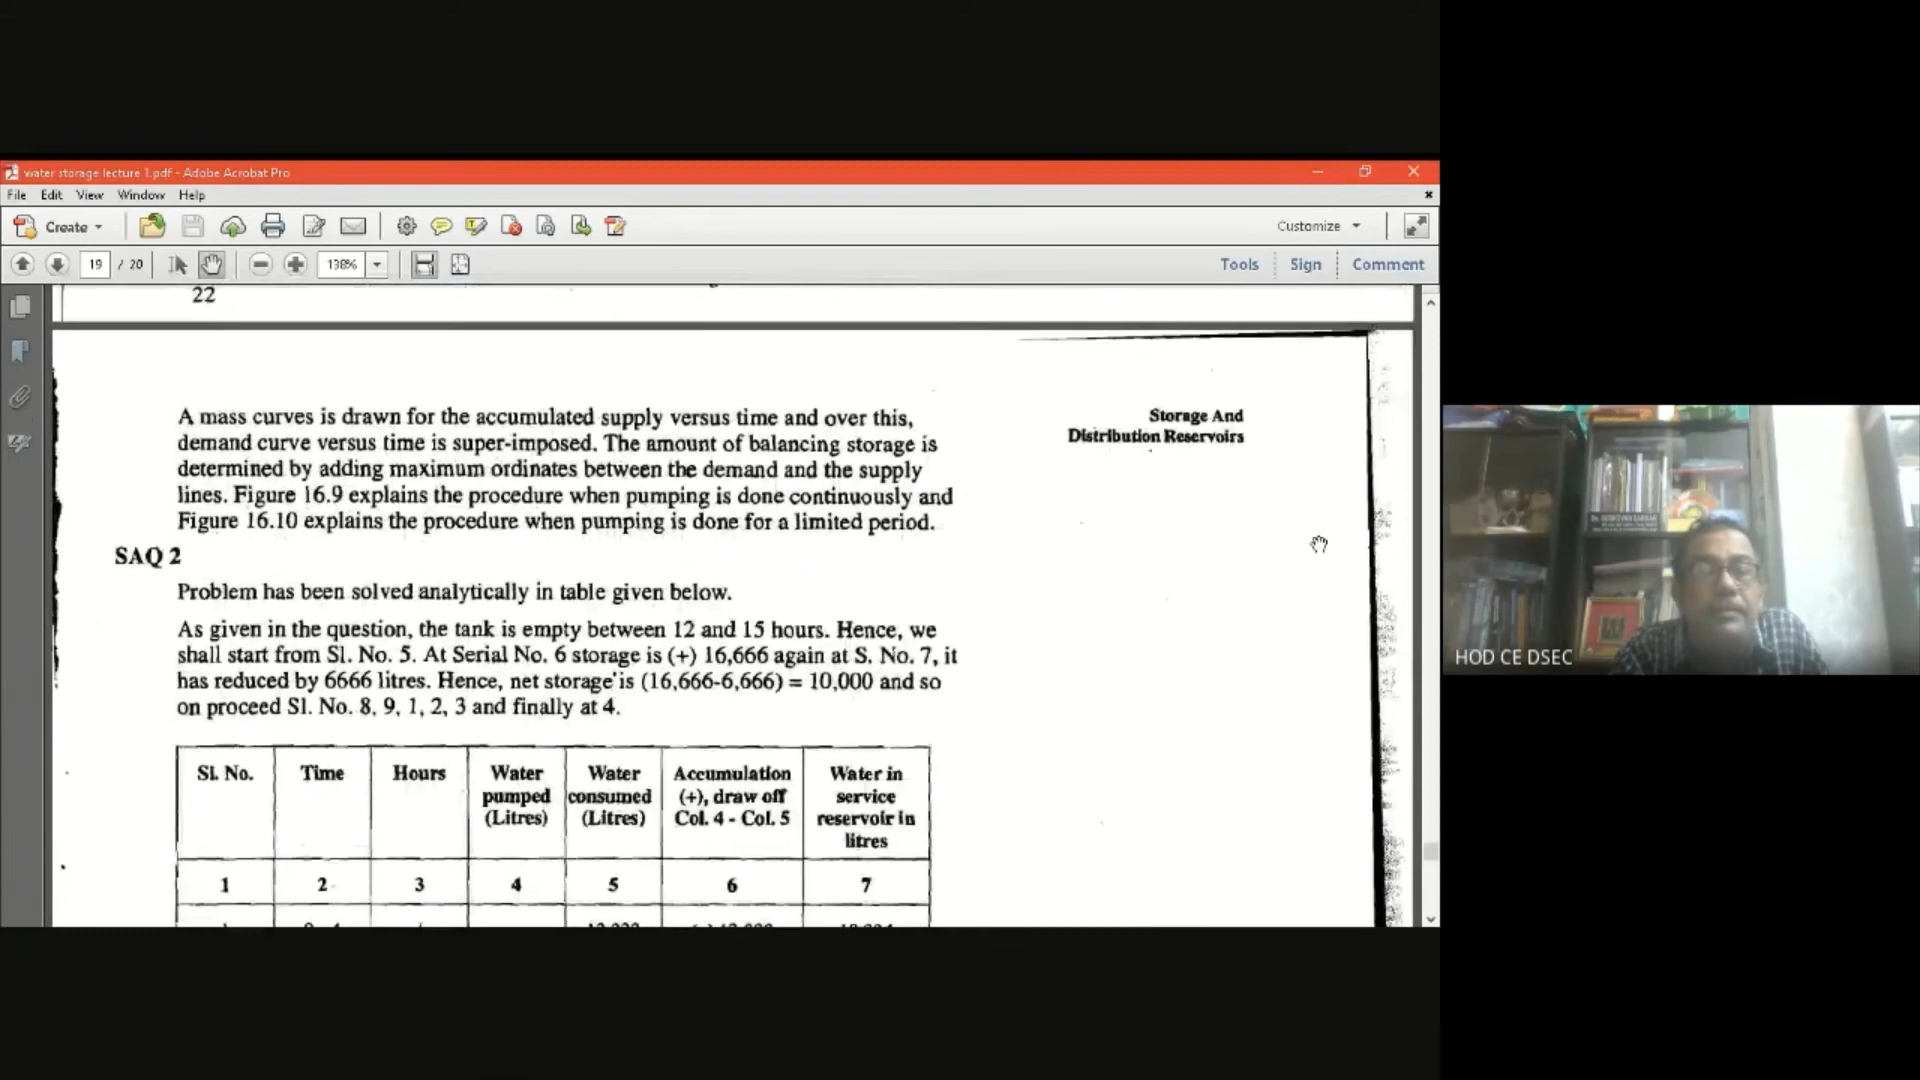 water storage lecture 1.pdf - Adobe Acrobat Pro
File Edit View Window Help
Create
Customize
19 / 20
138%
Tools Sign Comment
22
A mass curves is drawn for the accumulated supply versus time and over this,
demand curve versus time is super-imposed. The amount of balancing storage is
determined by adding maximum ordinates between the demand and the supply
lines. Figure 16.9 explains the procedure when pumping is done continuously and
Figure 16.10 explains the procedure when pumping is done for a limited period.
Storage And
Distribution Reservoirs
SAQ 2
Problem has been solved analytically in table given below.
As given in the question, the tank is empty between 12 and 15 hours. Hence, we
shall start from Sl. No. 5. At Serial No. 6 storage is (+) 16,666 again at S. No. 7, it
has reduced by 6666 litres. Hence, net storage is (16,666-6,666) = 10,000 and so
on proceed Sl. No. 8, 9, 1, 2, 3 and finally at 4.
Sl. No. Time Hours Water Water Accumulation Water in
pumped consumed (+), draw off service
(Litres) (Litres) Col. 4 - Col. 5 reservoir in
litres
1 2 3 4 5 6 7
HOD CE DSEC